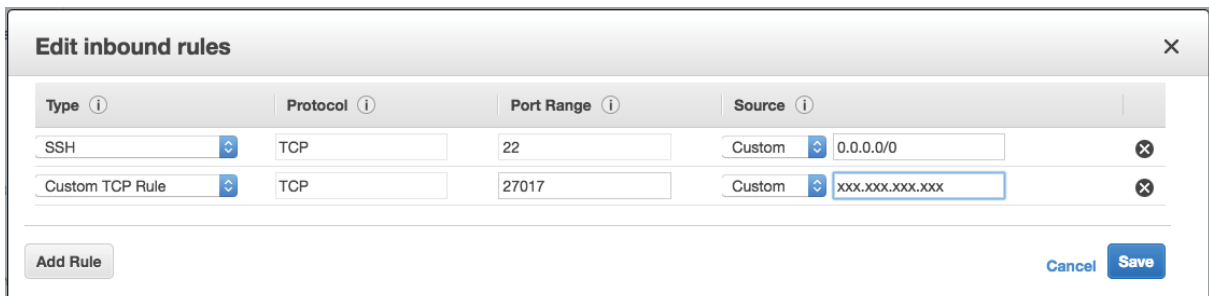 Edit inbound rules
Type Protocol Port Range Source
SSH TCP 22 Custom 0.0.0.0/0
Custom TCP Rule TCP 27017 Custom xxx.xxx.xxx.xxx
Add Rule Cancel Save